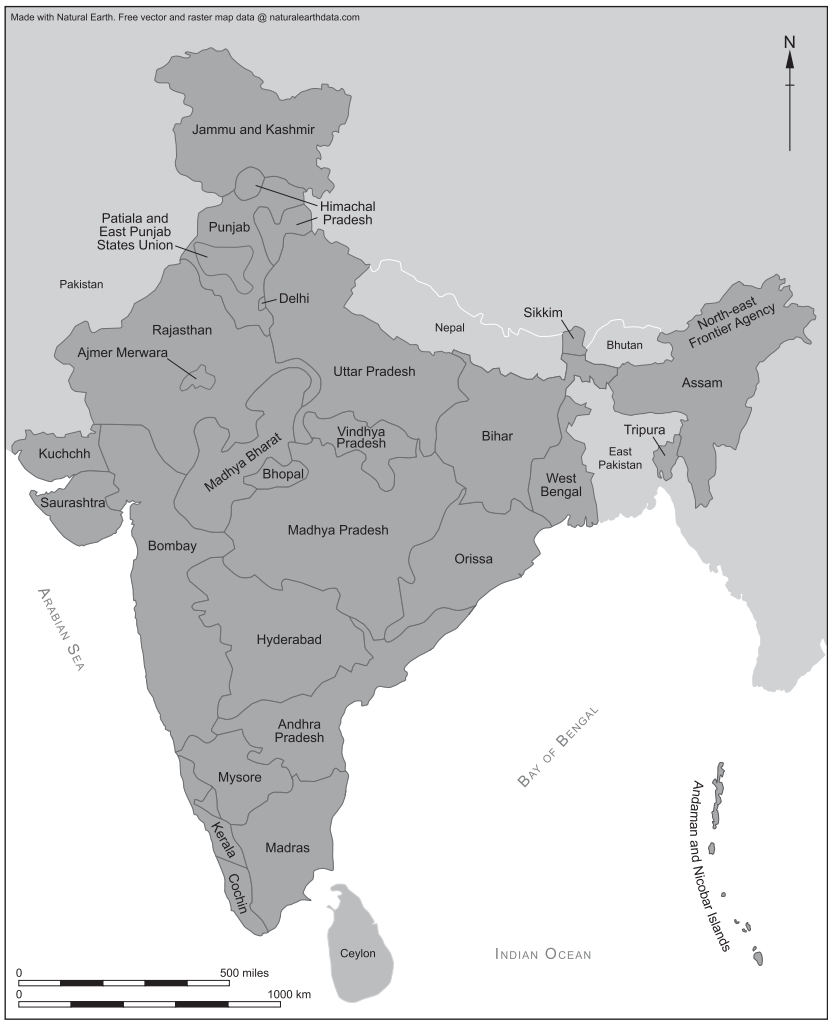 Made with Natural Earth. Free vector and raster map data @ naturalearthdata.com
N
Jammu and Kashmir
Himachal
Pradesh
Patiala and
East Punjab
States Union
Punjab
Pakistan
Delhi
Rajasthan
Ajmer Merwara
Nepal
Sikkim
Bhutan
North-east
Frontier Agency
Uttar Pradesh
Assam
Kuchchh
Madhya Bharat
Vindhya
Pradesh
Bihar
Tripura
East
Pakistan
Saurashtra
Bhopal
West
Bengal
Bombay
Madhya Pradesh
Orissa
Arabian Sea
Hyderabad
Andhra
Pradesh
Bay of Bengal
Mysore
Kerala
Madras
Cochin
Andaman and Nicobar Islands
Ceylon
Indian Ocean
0 500 miles
0 1000 km